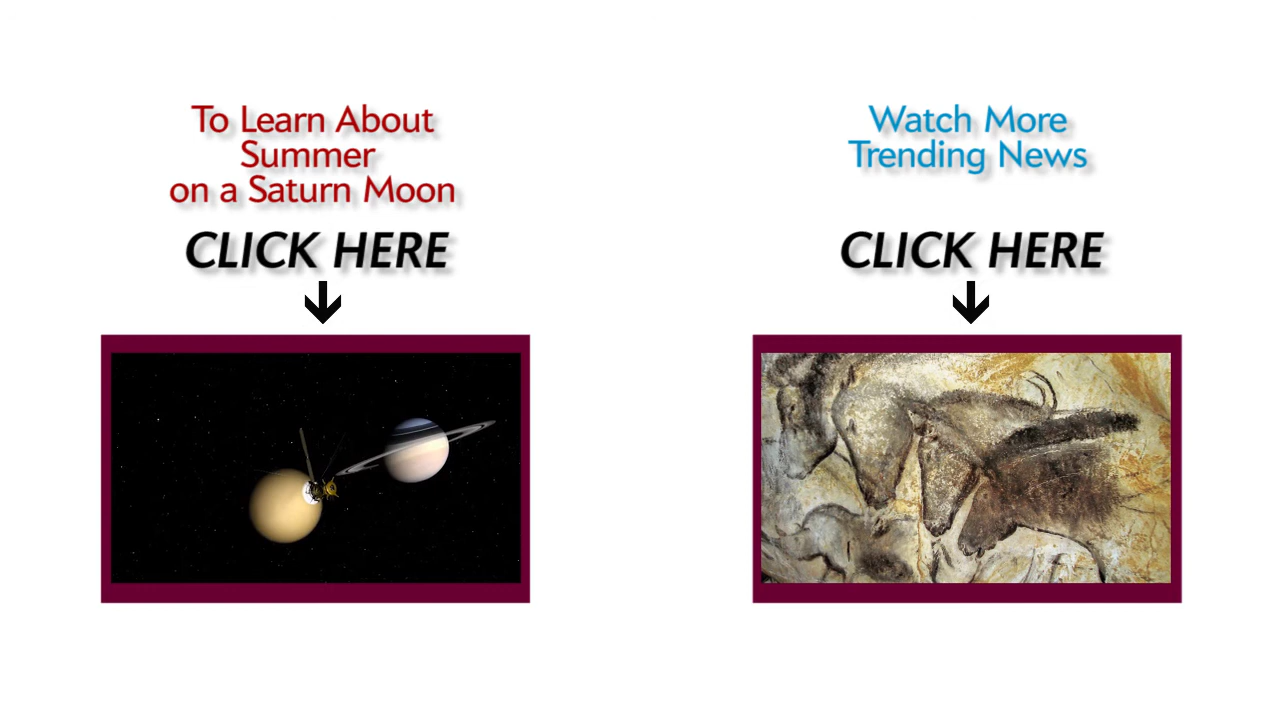 To Learn About
Summer
on a Saturn Moon
CLICK HERE
Watch More
Trending News
CLICK HERE